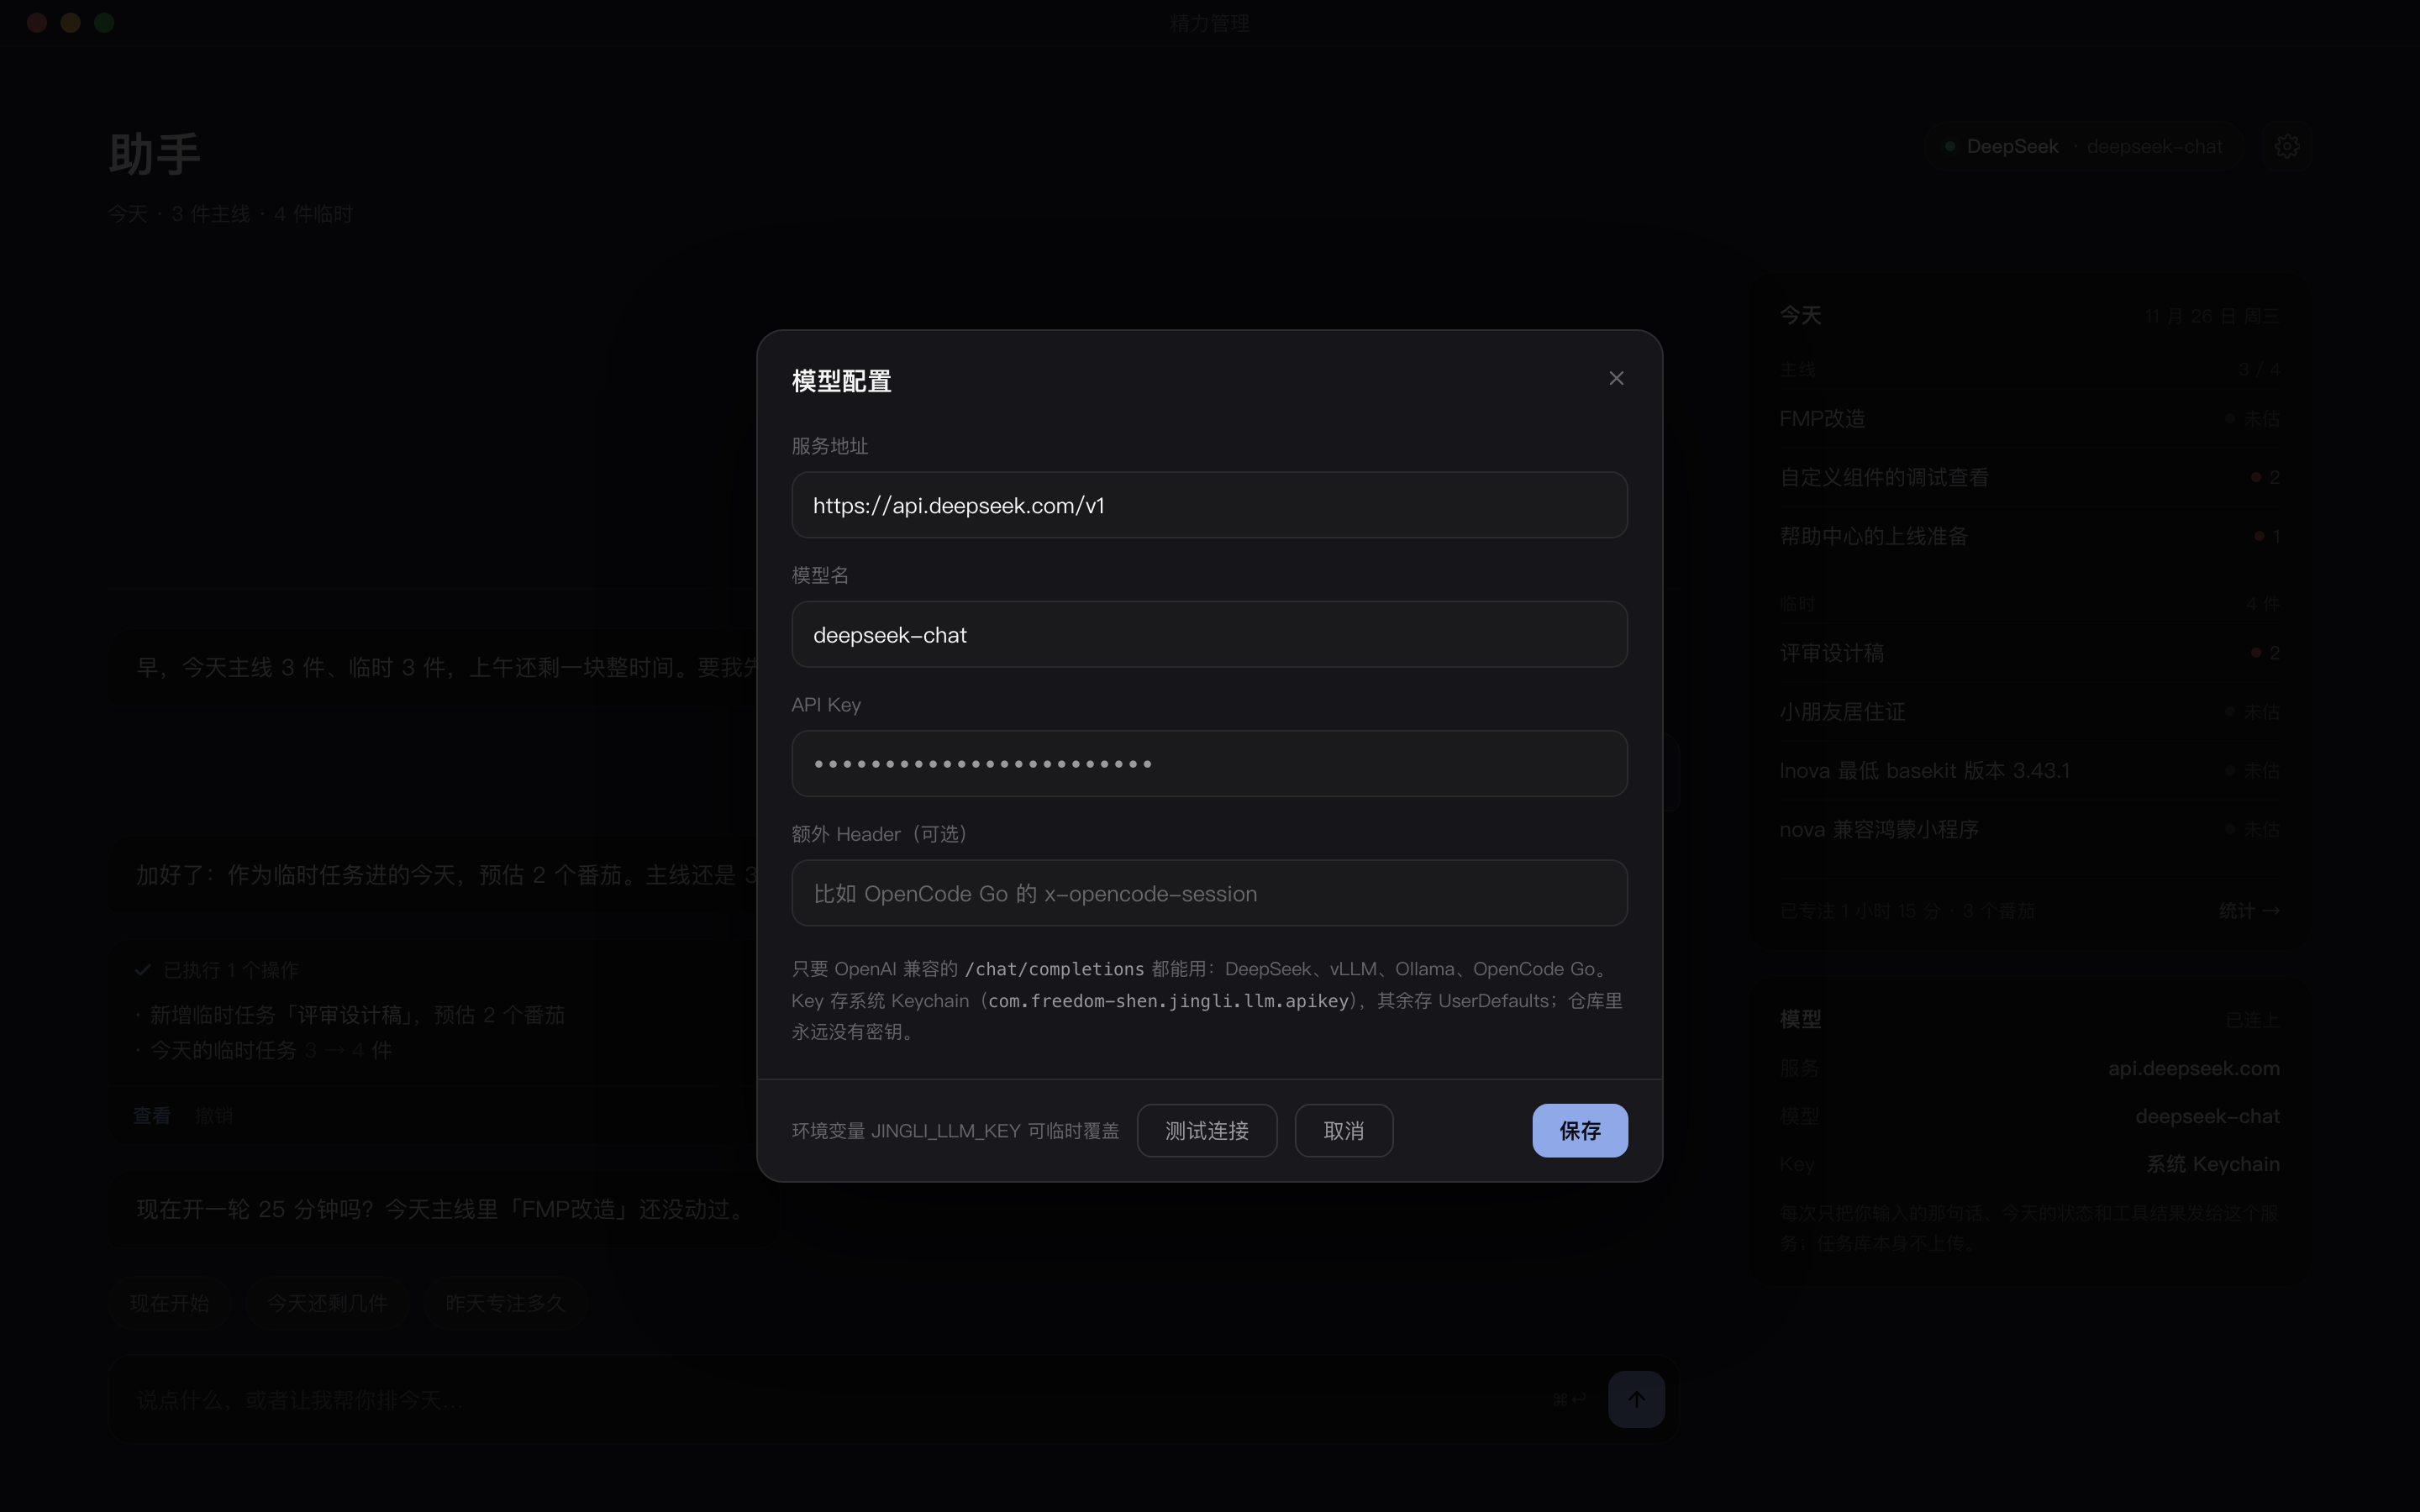 精力管理
助手
今天 · 3 件主线 · 4 件临时
DeepSeek · deepseek-chat
早，今天主线 3 件、临时 3 件，上午还剩一块整时间。要我先
加好了：作为临时任务进的今天，预估 2 个番茄。主线还是 3
已执行 1 个操作
· 新增临时任务「评审设计稿」，预估 2 个番茄
· 今天的临时任务 3 → 4 件
查看 撤销
现在开一轮 25 分钟吗？今天主线里「FMP改造」还没动过。
现在开始 今天还剩几件 昨天专注多久
说点什么，或者让我帮你排今天…
⌘↩
模型配置
服务地址
https://api.deepseek.com/v1
模型名
deepseek-chat
API Key
••••••••••••••••••••••••
额外 Header（可选）
比如 OpenCode Go 的 x-opencode-session
只要 OpenAI 兼容的 /chat/completions 都能用：DeepSeek、vLLM、Ollama、OpenCode Go。
Key 存系统 Keychain（com.freedom-shen.jingli.llm.apikey），其余存 UserDefaults；仓库里
永远没有密钥。
环境变量 JINGLI_LLM_KEY 可临时覆盖 测试连接 取消 保存
今天 11 月 26 日 周三
主线 3 / 4
FMP改造 未估
自定义组件的调试查看 2
帮助中心的上线准备 1
临时 4 件
评审设计稿 2
小朋友居住证 未估
lnova 最低 basekit 版本 3.43.1 未估
nova 兼容鸿蒙小程序 未估
已专注 1 小时 15 分 · 3 个番茄 统计 →
模型 已连上
服务 api.deepseek.com
模型 deepseek-chat
Key 系统 Keychain
每次只把你输入的那句话、今天的状态和工具结果发给这个服
务；任务库本身不上传。